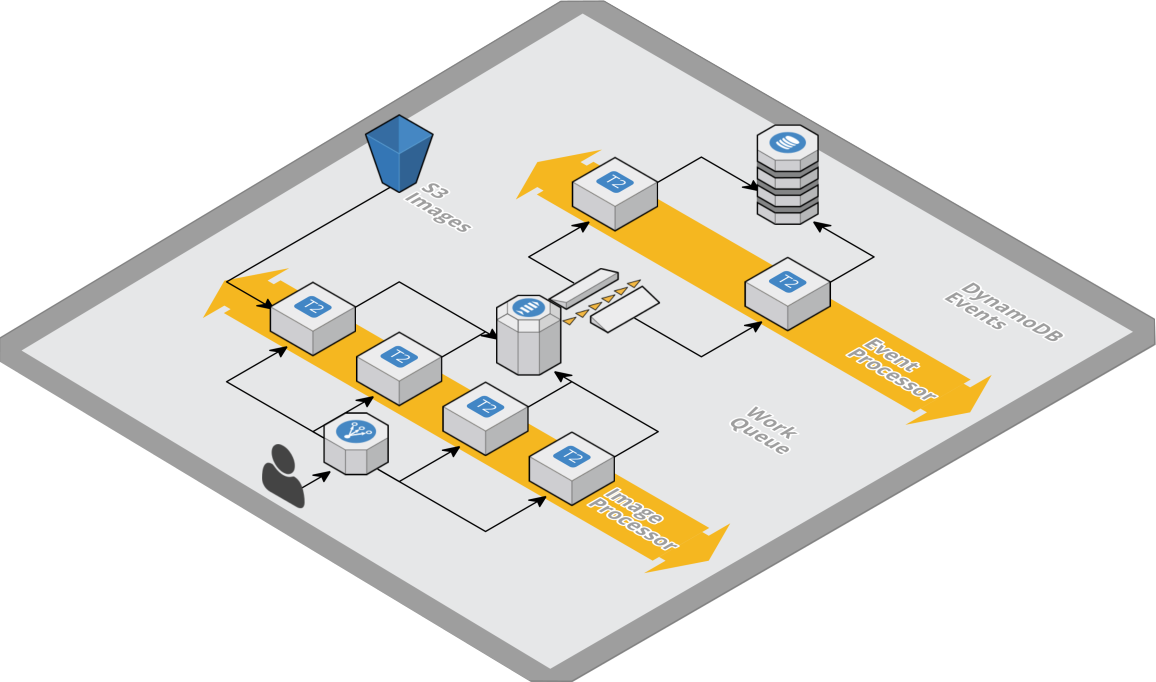 S3
Images
T2
T2
DynamoDB
Events
T2
T2
T2
T2
Event
Processor
Work
Queue
Image
Processor